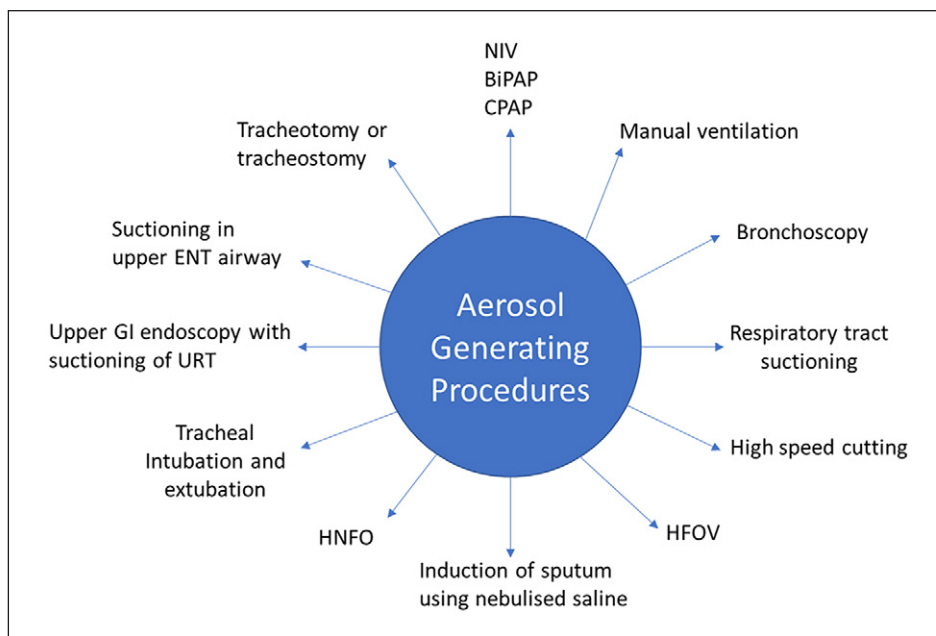 NIV
BiPAP
CPAP
Manual ventilation
Bronchoscopy
Respiratory tract
suctioning
High speed cutting
HFOV
Induction of sputum
using nebulised saline
HNFO
Tracheal
Intubation and
extubation
Upper GI endoscopy with
suctioning of URT
Suctioning in
upper ENT airway
Tracheotomy or
tracheostomy
Aerosol
Generating
Procedures